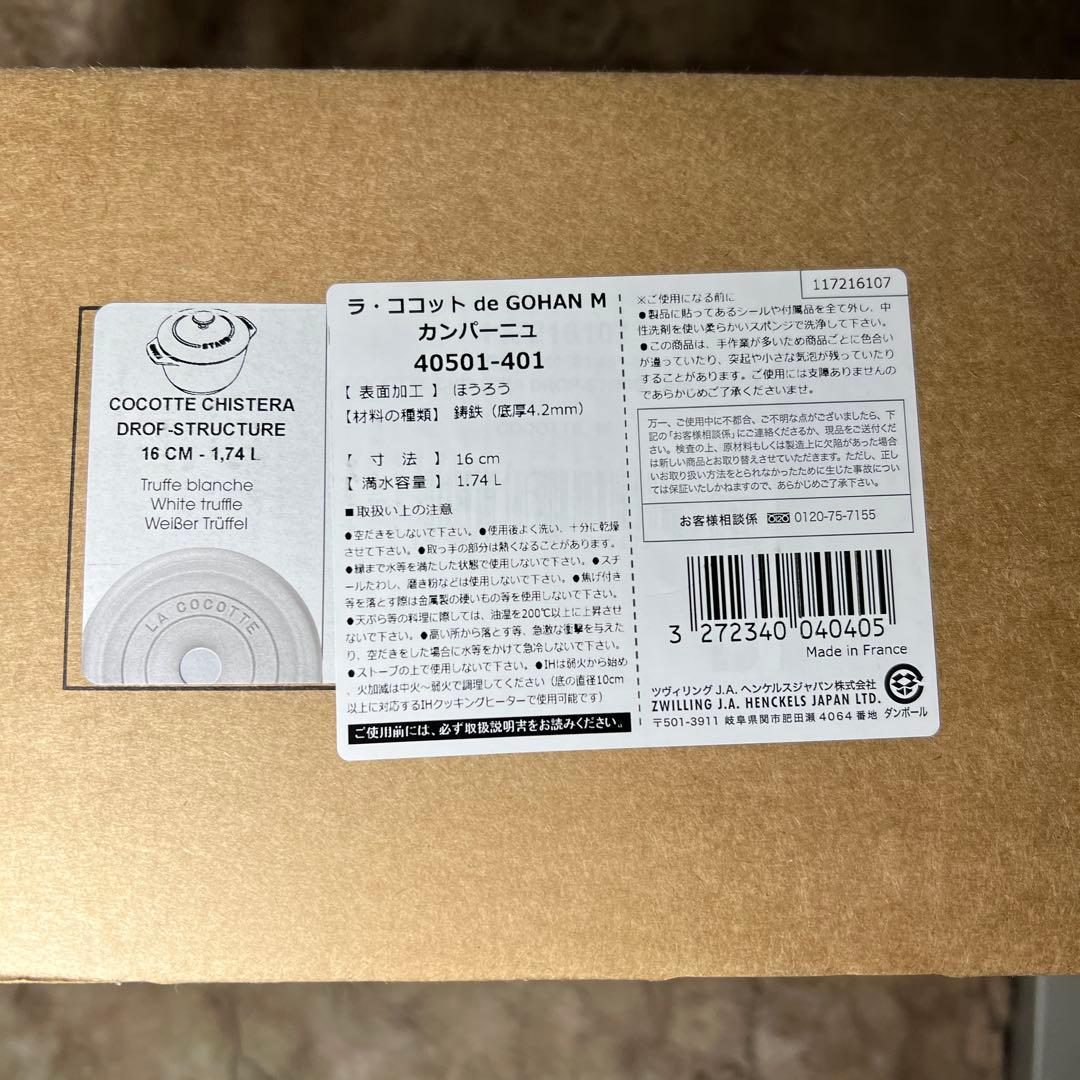 STAUB
COCOTTE CHISTERA
DROP-STRUCTURE
16 CM - 1,74 L
Truffe blanche
White truffle
Weißer Trüffel
LA COCOTTE
ラ・ココット de GOHAN M
カンパーニュ
40501-401
【 表面加工 】 ほうろう
【材料の種類】 鋳鉄（底厚4.2mm）
【 寸 法 】 16 cm
【 満水容量 】 1.74 L
■取扱い上の注意
●空だきをしないで下さい。●使用後よく洗い、十分に乾燥
させて下さい。●取っ手の部分は熱くなることがあります。
●縁まで水等を満たした状態で使用しないで下さい。●スチ
ールたわし、磨き粉などは使用しないで下さい。●焦げ付き
等を落とす際は金属製の硬いもの等を使用しないで下さい。
●天ぷら等の料理に際しては、油温を200℃以上に上昇させ
ないで下さい。●高い所から落とす等、急激な衝撃を与えた
り、空だきをした場合に水等をかけて急冷しないで下さい。
●ストーブの上で使用しないで下さい。●IHは弱火から始め
、火加減は中火～弱火で調理してください（底の直径10cm
以上に対応するIHクッキングヒーターで使用可能です）
ご使用前には、必ず取扱説明書をお読みください。
117216107
※ご使用になる前に
●製品に貼ってあるシールや付属品を全て外し、中
性洗剤を使い柔らかいスポンジで洗浄して下さい。
●この商品は、手作業が多いため商品ごとに色合い
が違っていたり、突起や小さな気泡が残っていたり
することがあります。ご使用には支障ありませんの
であらかじめご了承くださいませ。
万一、ご使用中に不都合、ご不明な点がございましたら、下
記の「お客様相談係」にご連絡くださるか、現品をご送付くださ
い。検査の上、原材料もしくは製造上に欠陥があった場合
は新しい商品とお取り替えさせていただきます。ただし、正し
いお取り扱い方法をとられなかったために生じた事故につい
ては保証いたしかねますので、あらかじめご了承下さい。
お客様相談係 0120-75-7155
3 272340 040405
Made in France
ツヴィリング J.A. ヘンケルスジャパン株式会社
ZWILLING J.A. HENCKELS JAPAN LTD.
〒501-3911 岐阜県関市肥田瀬 4064 番地
ダンボール